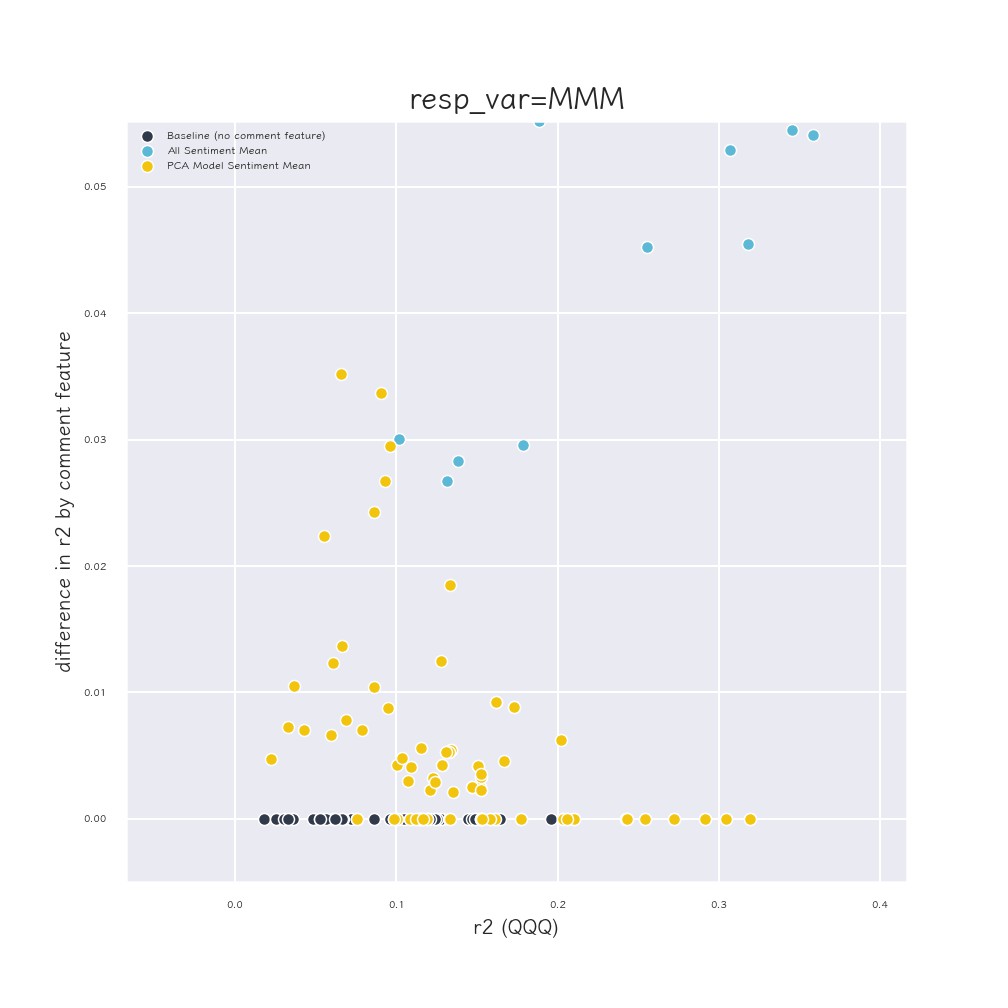 resp_var=MMM
Baseline (no comment feature)
All Sentiment Mean
PCA Model Sentiment Mean
difference in r2 by comment feature
0.05
0.04
0.03
0.02
0.01
0.00
0.0
0.1
0.2
0.3
0.4
r2 (QQQ)